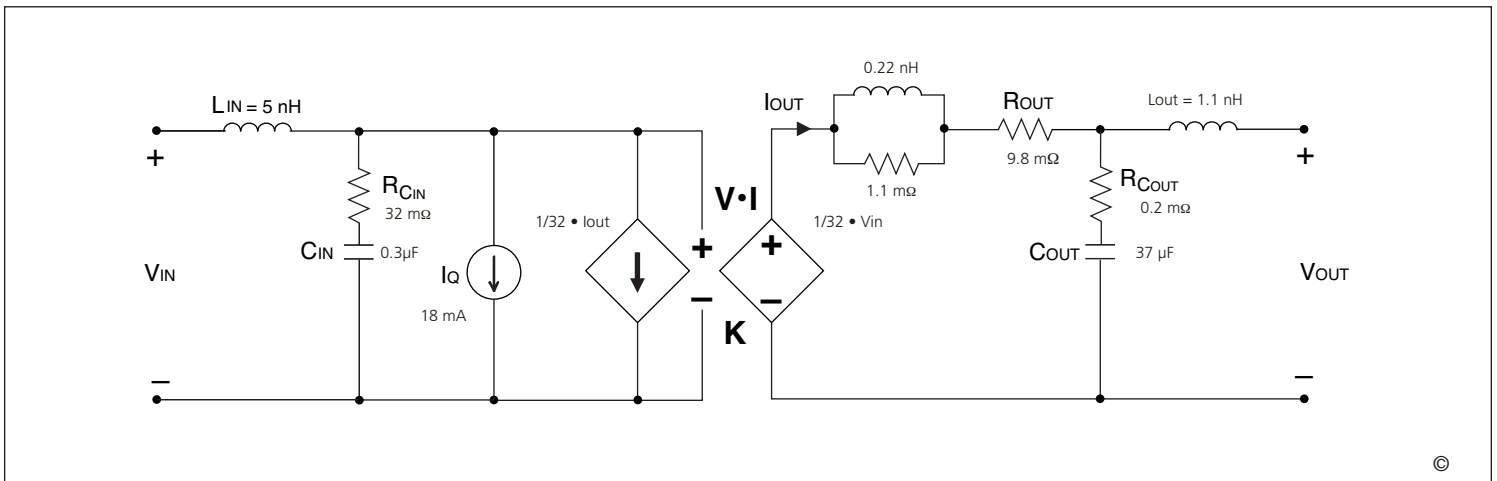 0.22 nH
LIN = 5 nH
IOUT
ROUT
Lout = 1.1 nH
+
+
9.8 mΩ
1.1 mΩ
RCIN
32 mΩ
RCOUT
0.2 mΩ
V•I
1/32 • Iout
1/32 • Vin
+
+
CIN
0.3µF
COUT
37 µF
VIN
IQ
VOUT
18 mA
–
–
K
–
–
©